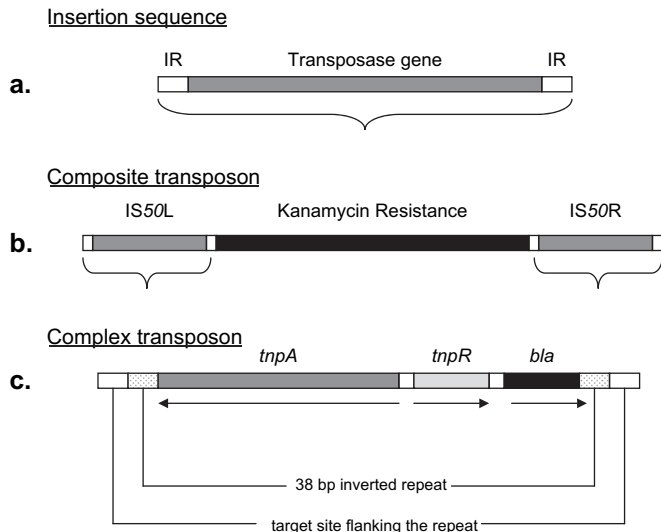 Insertion sequence
IR Transposase gene IR
a.
Composite transposon
IS50L Kanamycin Resistance IS50R
b.
Complex transposon
tnpA tnpR bla
c.
38 bp inverted repeat
target site flanking the repeat